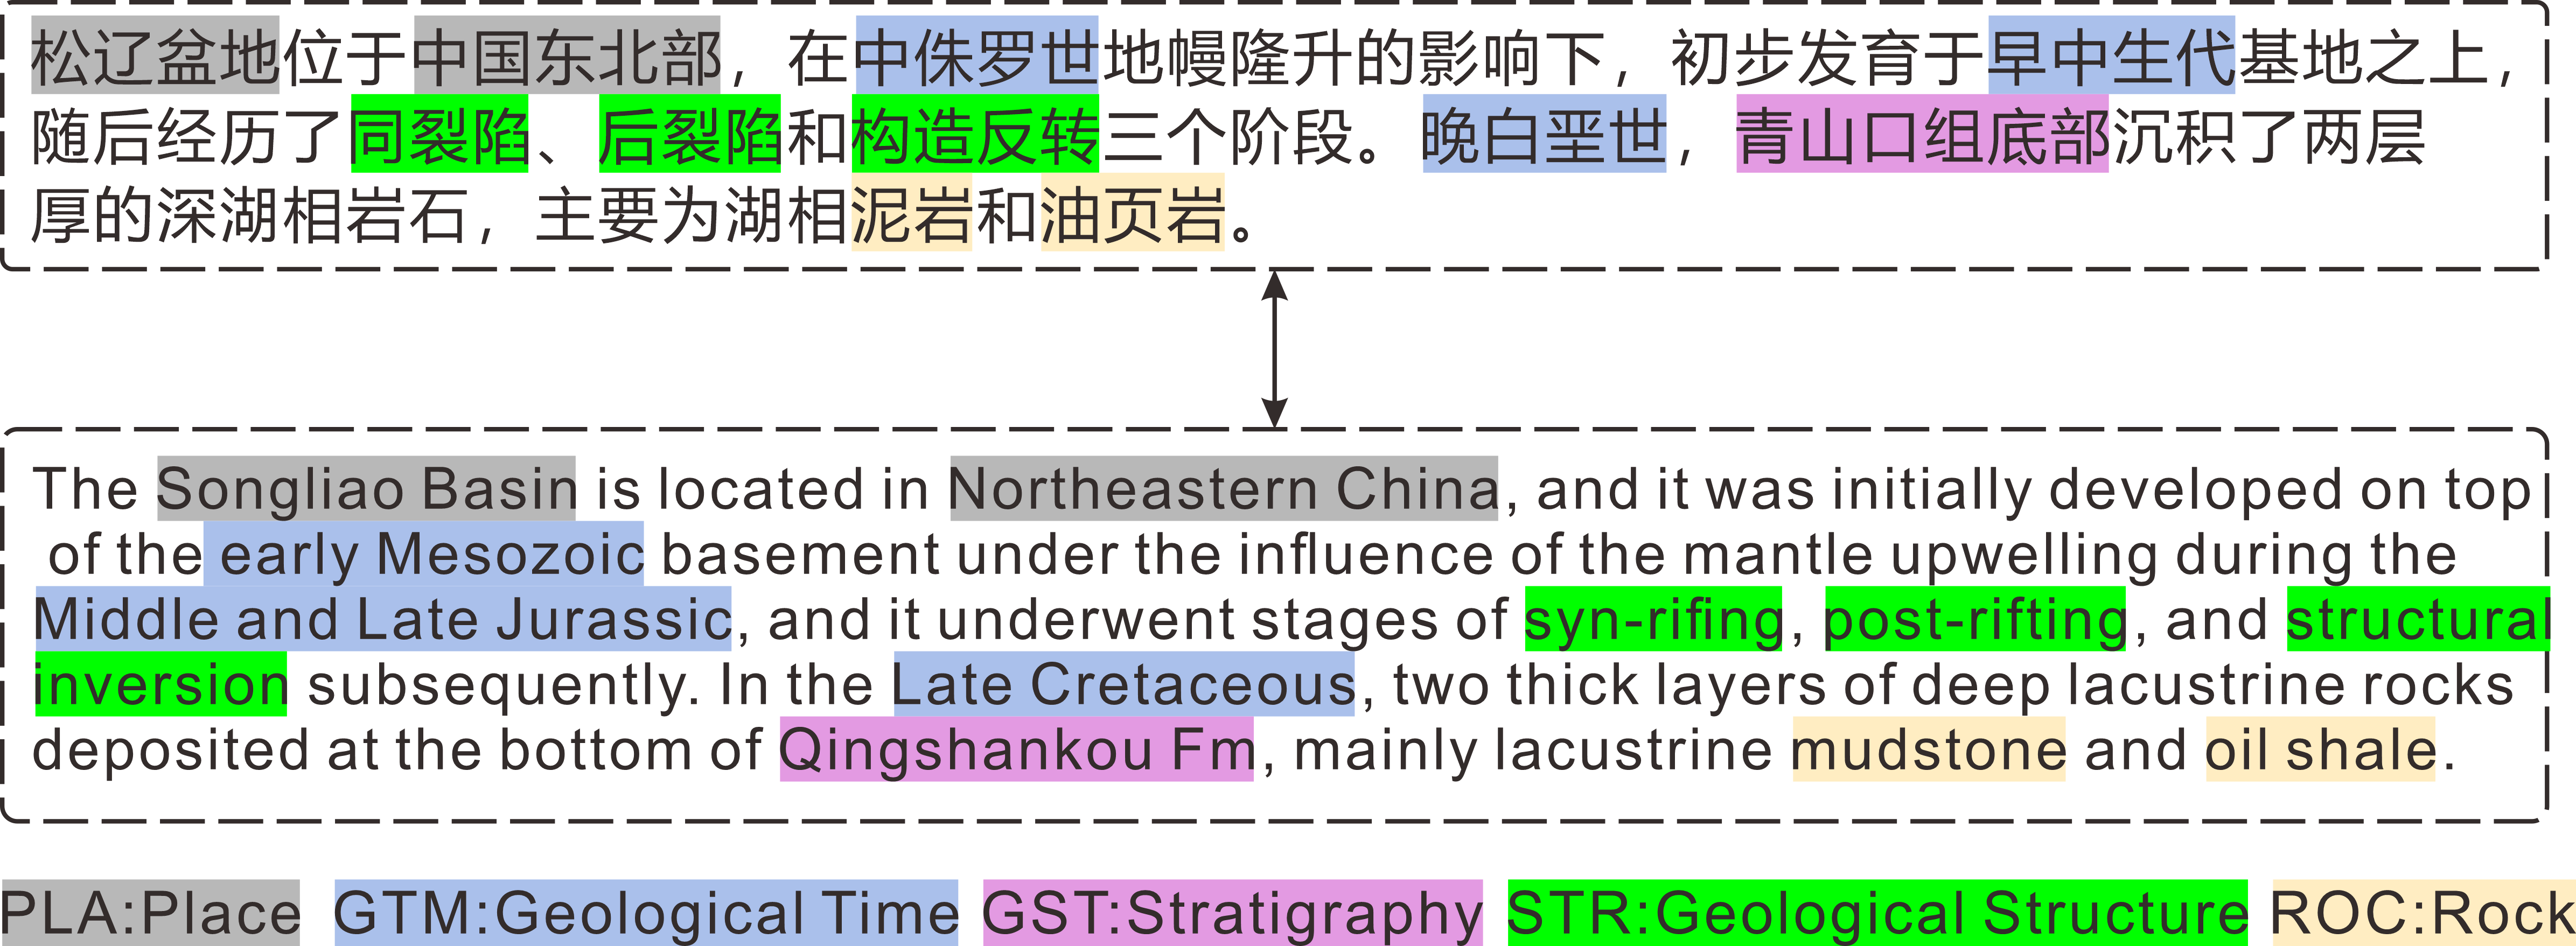 松辽盆地位于中国东北部，在中侏罗世地幔隆升的影响下，初步发育于早中生代基地之上，
随后经历了同裂陷、后裂陷和构造反转三个阶段。晚白垩世，青山口组底部沉积了两层
厚的深湖相岩石，主要为湖相泥岩和油页岩。
The Songliao Basin is located in Northeastern China, and it was initially developed on top
of the early Mesozoic basement under the influence of the mantle upwelling during the
Middle and Late Jurassic, and it underwent stages of syn-rifing, post-rifting, and structural
inversion subsequently. In the Late Cretaceous, two thick layers of deep lacustrine rocks
deposited at the bottom of Qingshankou Fm, mainly lacustrine mudstone and oil shale.
PLA:Place GTM:Geological Time GST:Stratigraphy STR:Geological Structure ROC:Rock